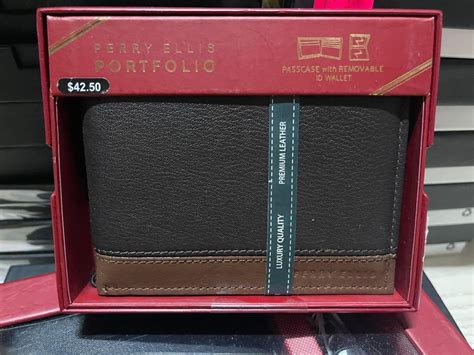 PERRY ELLIS
PORTFOLIO
$42.50
PASSCASE with REMOVABLE
ID WALLET
PREMIUM LEATHER
LUXURY QUALITY
PERRY ELLIS